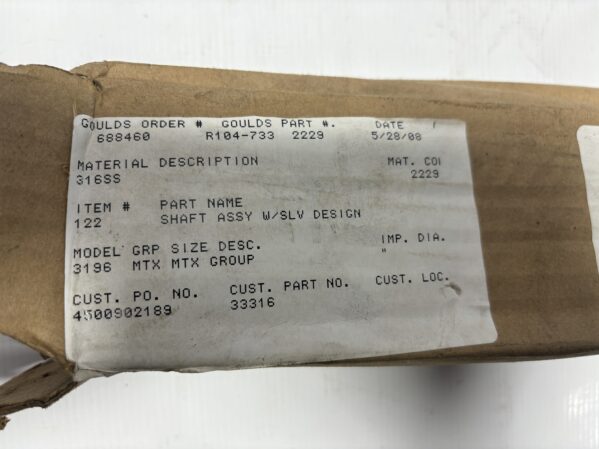 GOULDS ORDER # GOULDS PART #. DATE /
688460 R104-733 2229 5/28/08
MATERIAL DESCRIPTION MAT. COI
316SS 2229
ITEM # PART NAME
122 SHAFT ASSY W/SLV DESIGN
MODEL GRP SIZE DESC. IMP. DIA.
3196 MTX MTX GROUP "
CUST. PO. NO. CUST. PART NO. CUST. LOC.
4500902189 33316